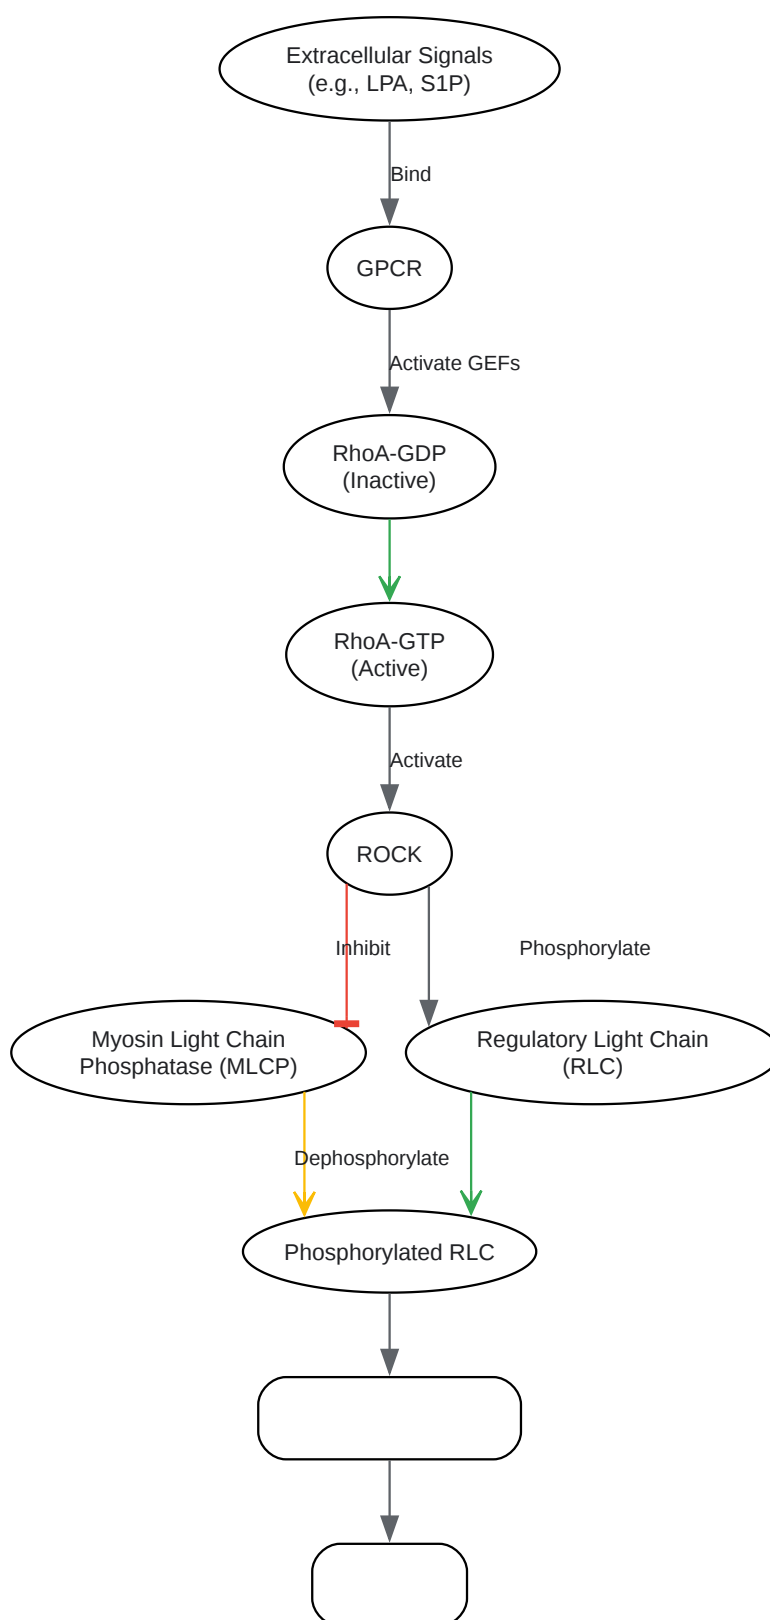 Extracellular Signals
(e.g., LPA, S1P)
Bind
GPCR
Activate GEFs
RhoA-GDP
(Inactive)
RhoA-GTP
(Active)
Activate
ROCK
Inhibit
Phosphorylate
Myosin Light Chain
Phosphatase (MLCP)
Regulatory Light Chain
(RLC)
Dephosphorylate
Phosphorylated RLC